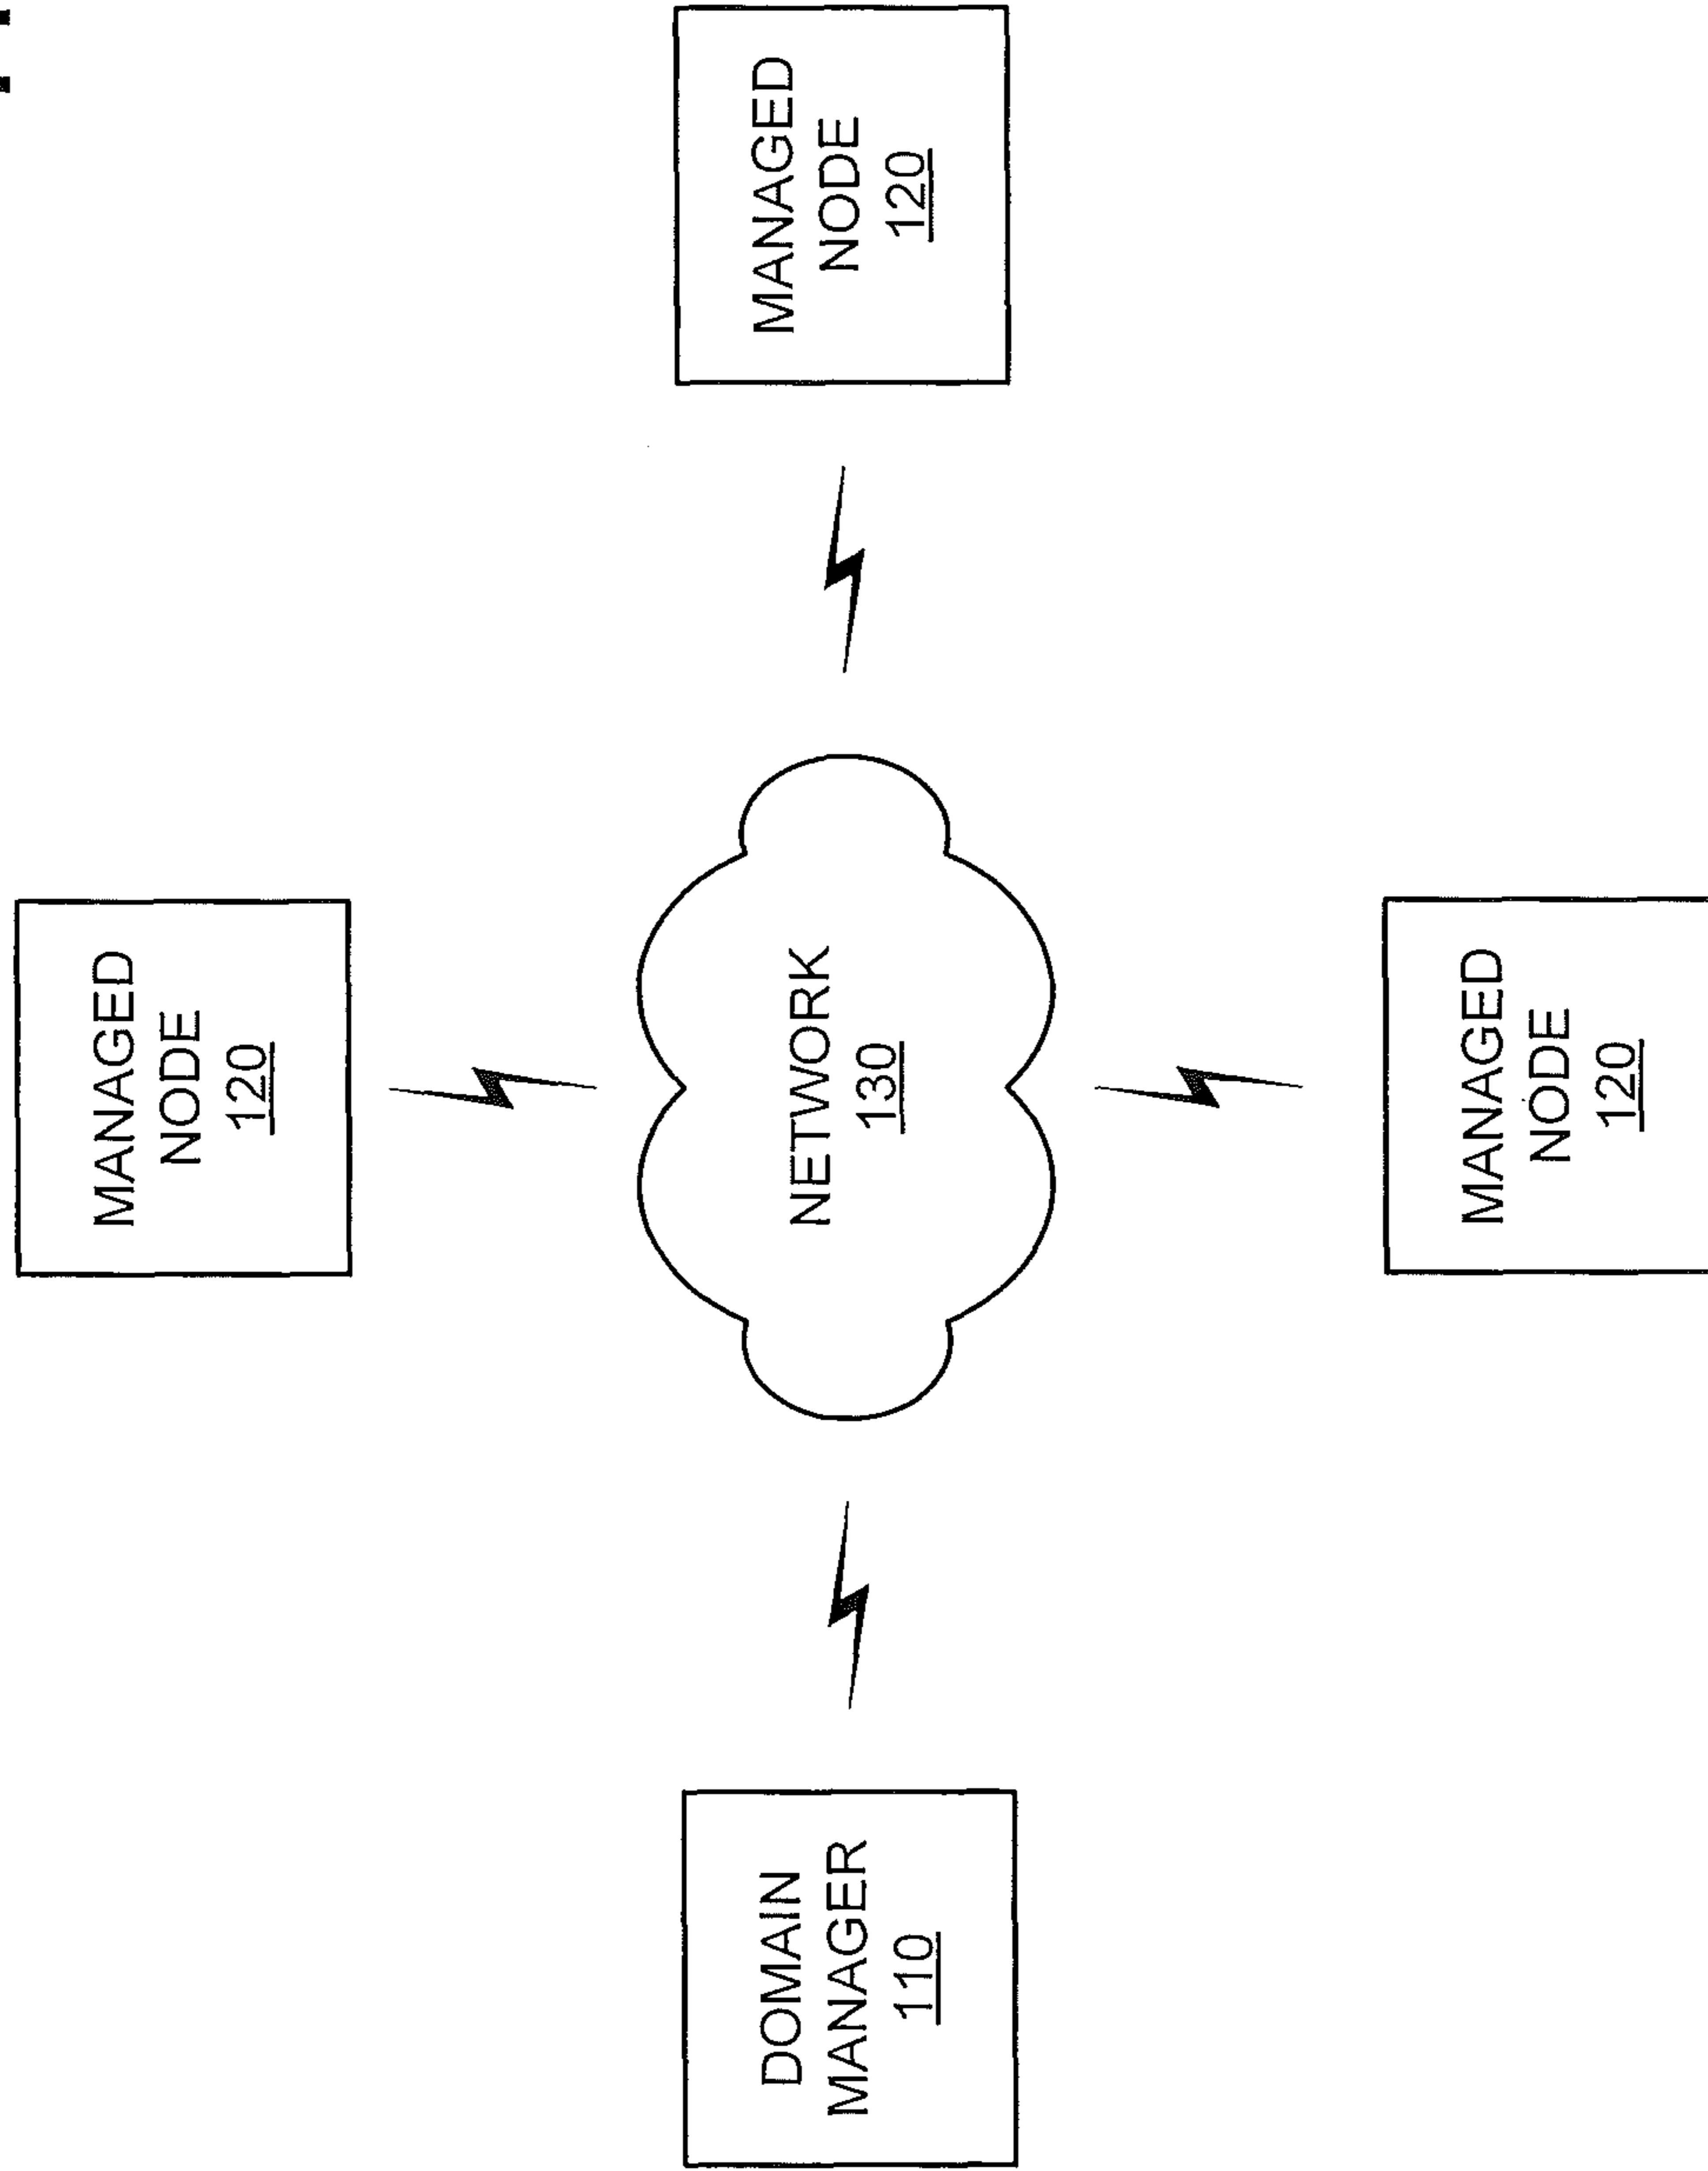 MANAGED
NODE
120
DOMAIN
MANAGER
110
NETWORK
130
MANAGED
NODE
120
MANAGED
NODE
120